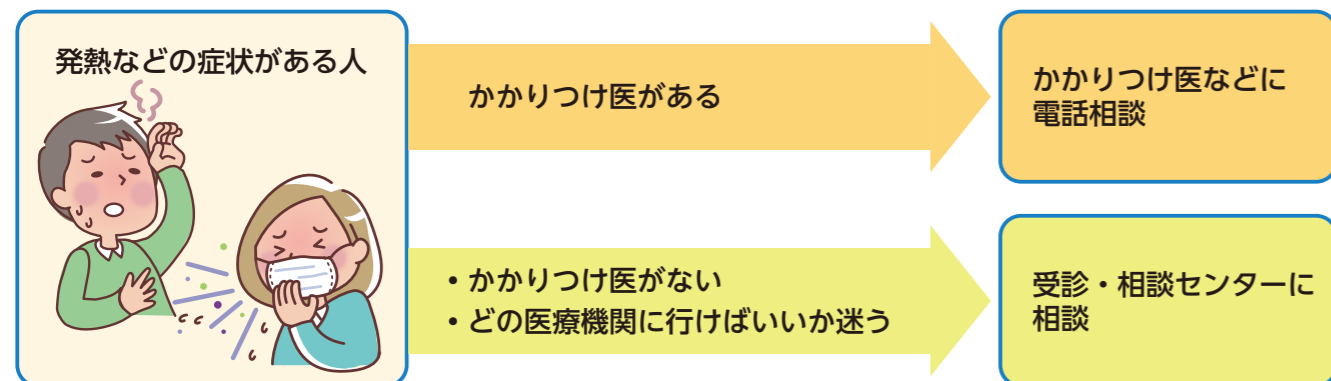 発熱などの症状がある人
かかりつけ医がある
かかりつけ医などに
電話相談
・かかりつけ医がない
・どの医療機関に行けばいいか迷う
受診・相談センターに
相談